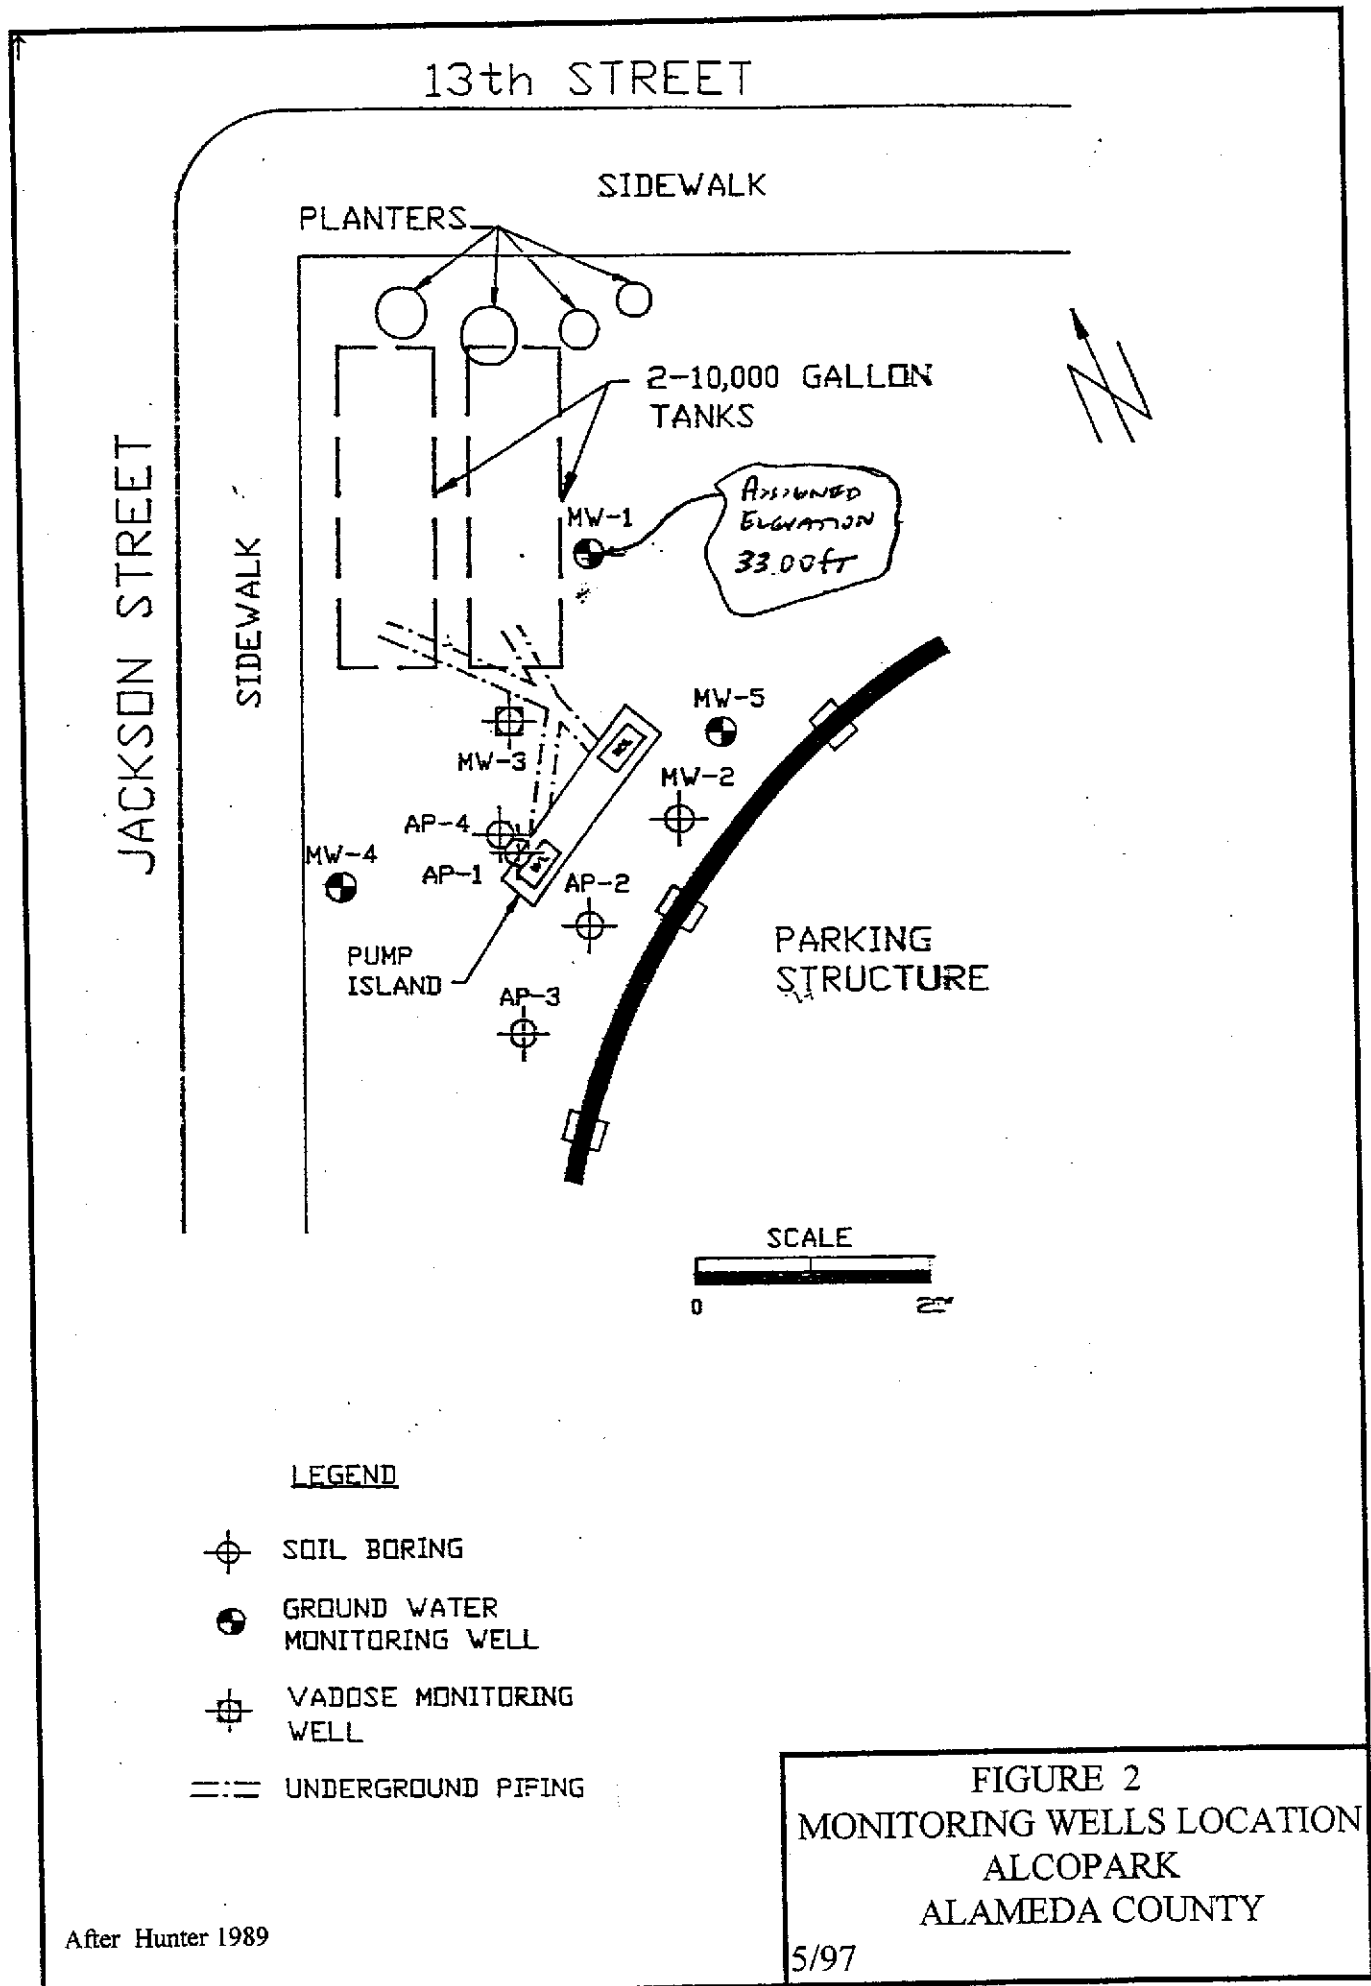 13th STREET
SIDEWALK
PLANTERS
2-10,000 GALLON
TANKS
ASSUMED
ELEVATION
33.00ft
MW-1
JACKSON STREET
SIDEWALK
MW-5
MW-3
MW-2
AP-4
MW-4
AP-1
AP-2
PUMP
ISLAND
PARKING
STRUCTURE
AP-3
SCALE
0
LEGEND
SOIL BORING
GROUND WATER
MONITORING WELL
VADOSE MONITORING
WELL
UNDERGROUND PIPING
FIGURE 2
MONITORING WELLS LOCATION
ALCOPARK
ALAMEDA COUNTY
5/97
After Hunter 1989